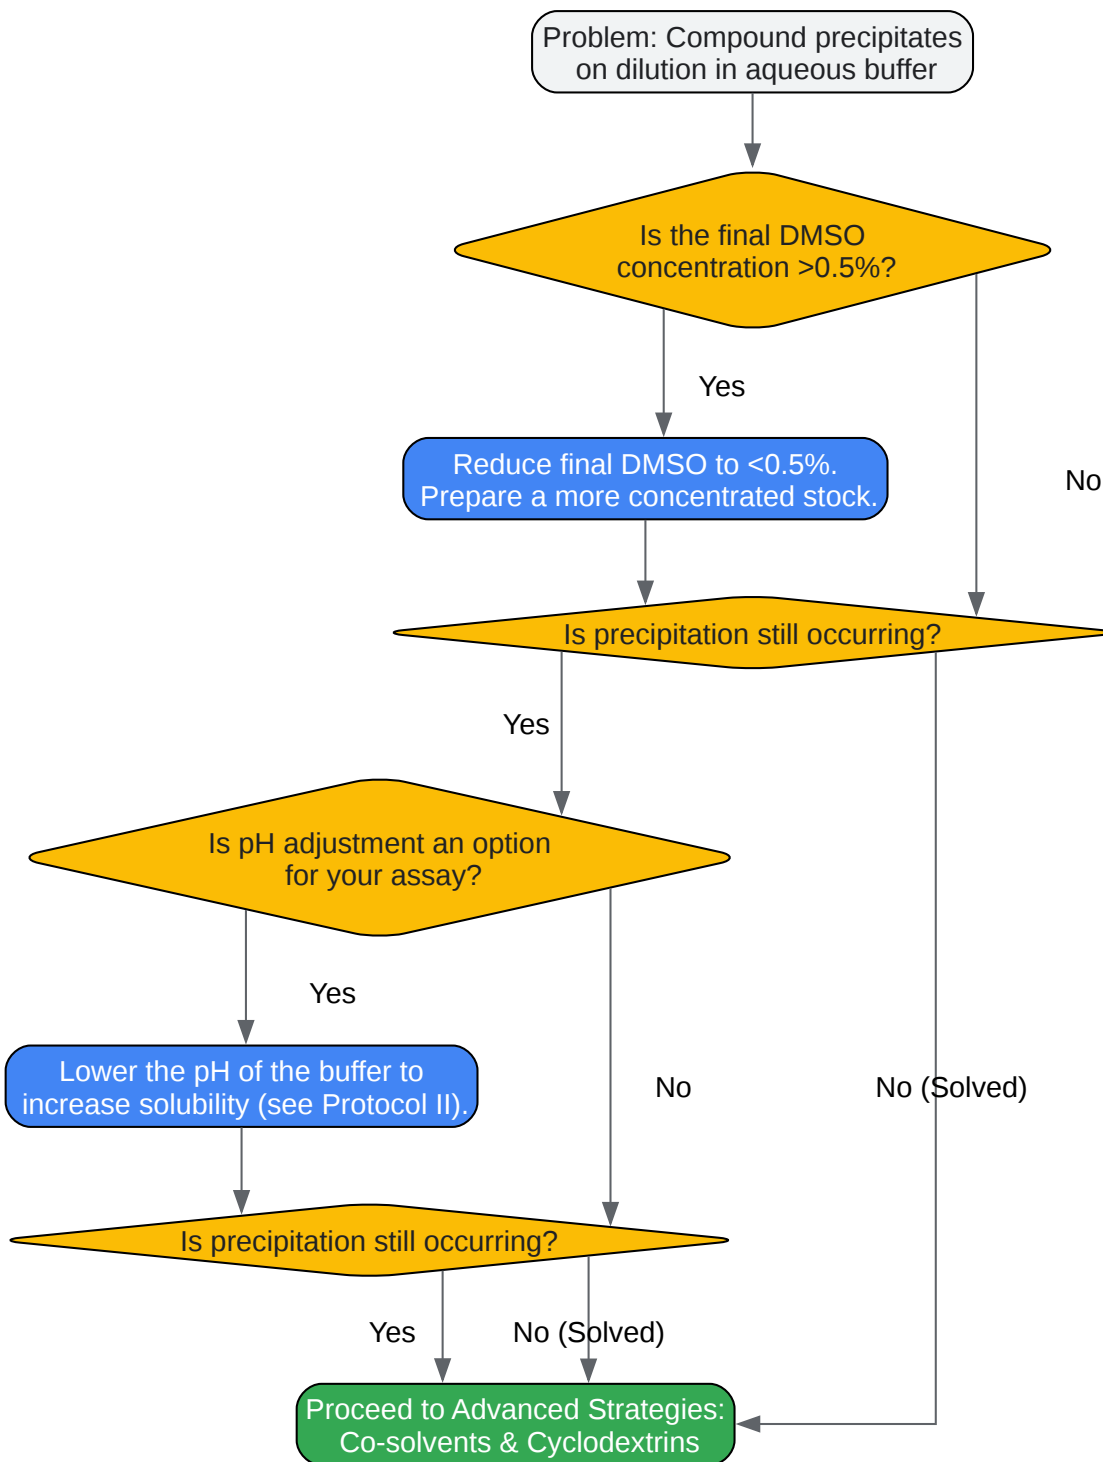 Problem: Compound precipitates
on dilution in aqueous buffer
Is the final DMSO
concentration >0.5%?
Yes
Reduce final DMSO to <0.5%.
Prepare a more concentrated stock.
No
Is precipitation still occurring?
Yes
Is pH adjustment an option
for your assay?
Yes
Lower the pH of the buffer to
increase solubility (see Protocol II).
No
No (Solved)
Is precipitation still occurring?
Yes
No (Solved)
Proceed to Advanced Strategies:
Co-solvents & Cyclodextrins